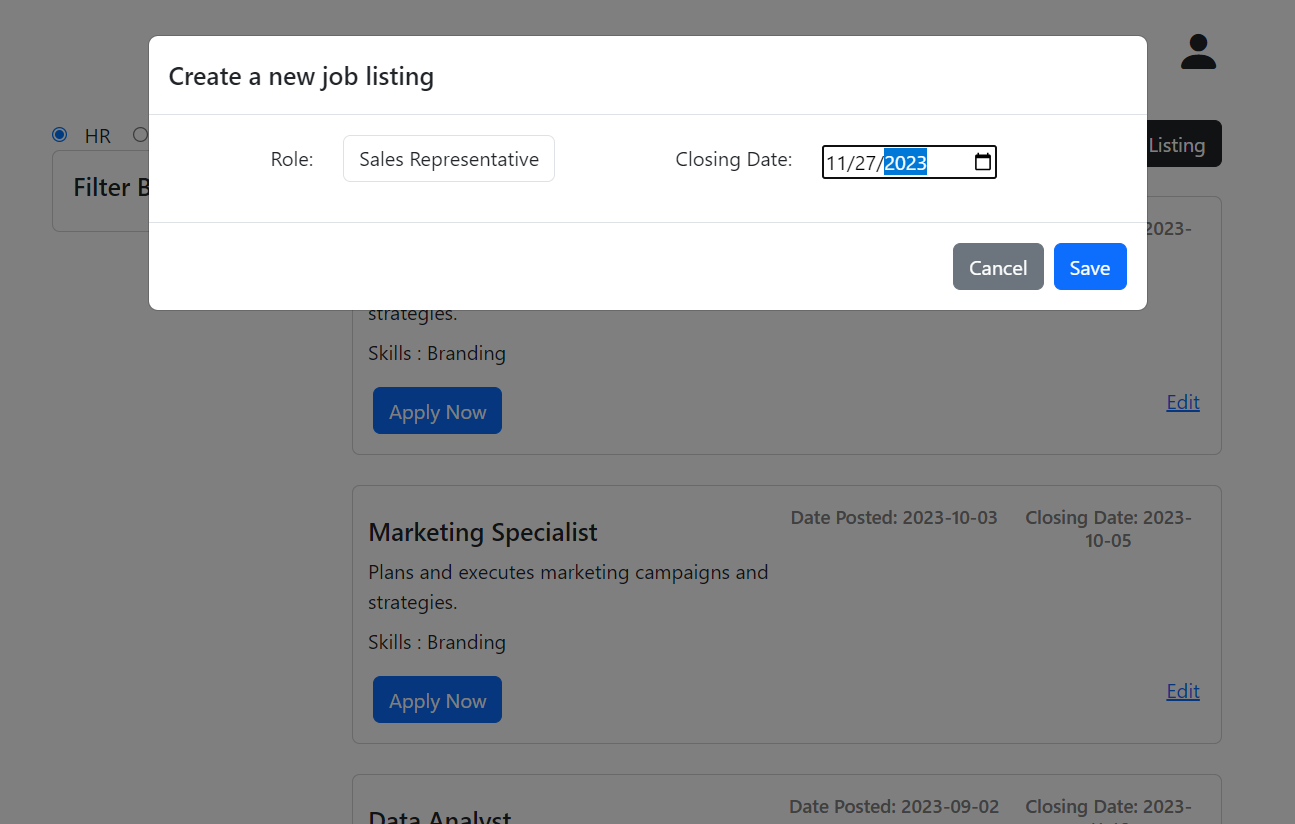 Create a new job listing
HR
Listing
Role: Sales Representative Closing Date: 11/27/2023
Filter B
2023-
Cancel Save
strategies.
Skills : Branding
Apply Now
Edit
Marketing Specialist
Date Posted: 2023-10-03
Closing Date: 2023-
10-05
Plans and executes marketing campaigns and
strategies.
Skills : Branding
Apply Now
Edit
Data Analyst
Date Posted: 2023-09-02
Closing Date: 2023-